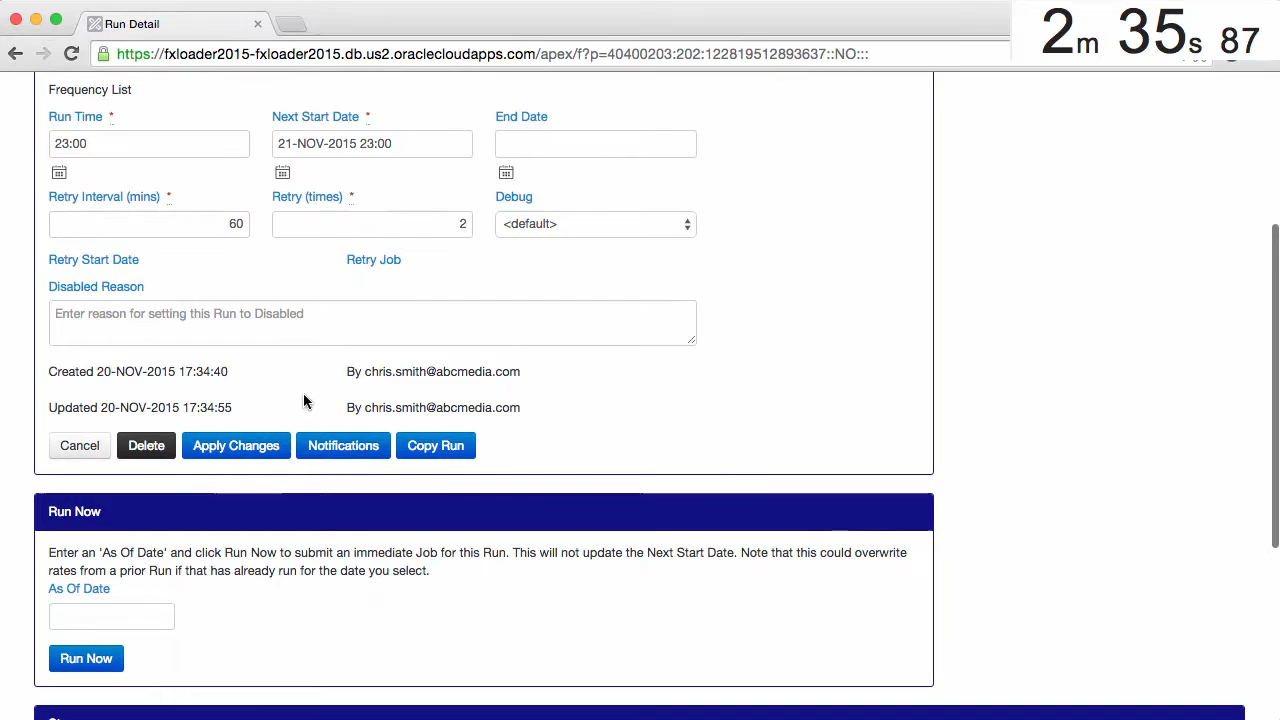 Run Detail
2m 35s 87
https://fxloader2015-fxloader2015.db.us2.oraclecloudapps.com/apex/f?p=40400203:202:122819512893637::NO:::
Frequency List
Run Time *
Next Start Date *
End Date
23:00
21-NOV-2015 23:00
Retry Interval (mins) *
Retry (times) *
Debug
60
2
<default>
Retry Start Date
Retry Job
Disabled Reason
Enter reason for setting this Run to Disabled
Created 20-NOV-2015 17:34:40
By chris.smith@abcmedia.com
Updated 20-NOV-2015 17:34:55
By chris.smith@abcmedia.com
Cancel
Delete
Apply Changes
Notifications
Copy Run
Run Now
Enter an 'As Of Date' and click Run Now to submit an immediate Job for this Run. This will not update the Next Start Date. Note that this could overwrite
rates from a prior Run if that has already run for the date you select.
As Of Date
Run Now